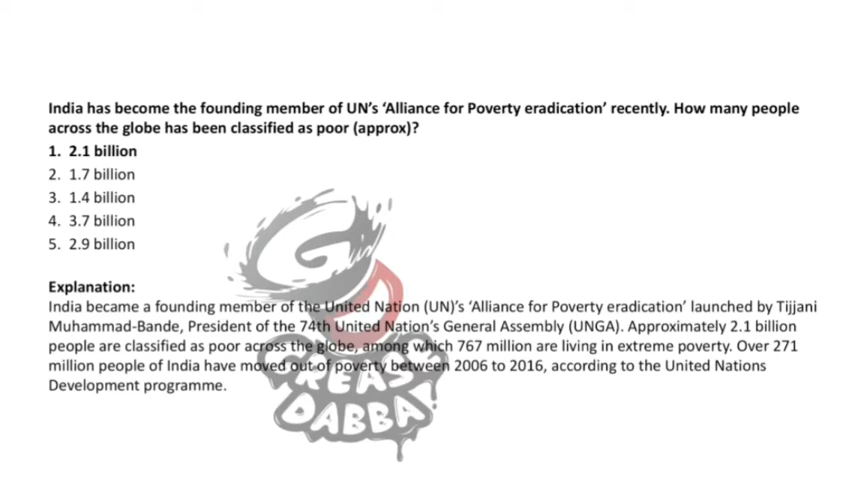 India has become the founding member of UN's 'Alliance for Poverty eradication' recently. How many people
across the globe has been classified as poor (approx)?
1. 2.1 billion
2. 1.7 billion
3. 1.4 billion
4. 3.7 billion
5. 2.9 billion
Explanation:
India became a founding member of the United Nation (UN)'s 'Alliance for Poverty eradication' launched by Tijjani
Muhammad-Bande, President of the 74th United Nation's General Assembly (UNGA). Approximately 2.1 billion
people are classified as poor across the globe, among which 767 million are living in extreme poverty. Over 271
million people of India have moved out of poverty between 2006 to 2016, according to the United Nations
Development programme.
GREASY
DABBA